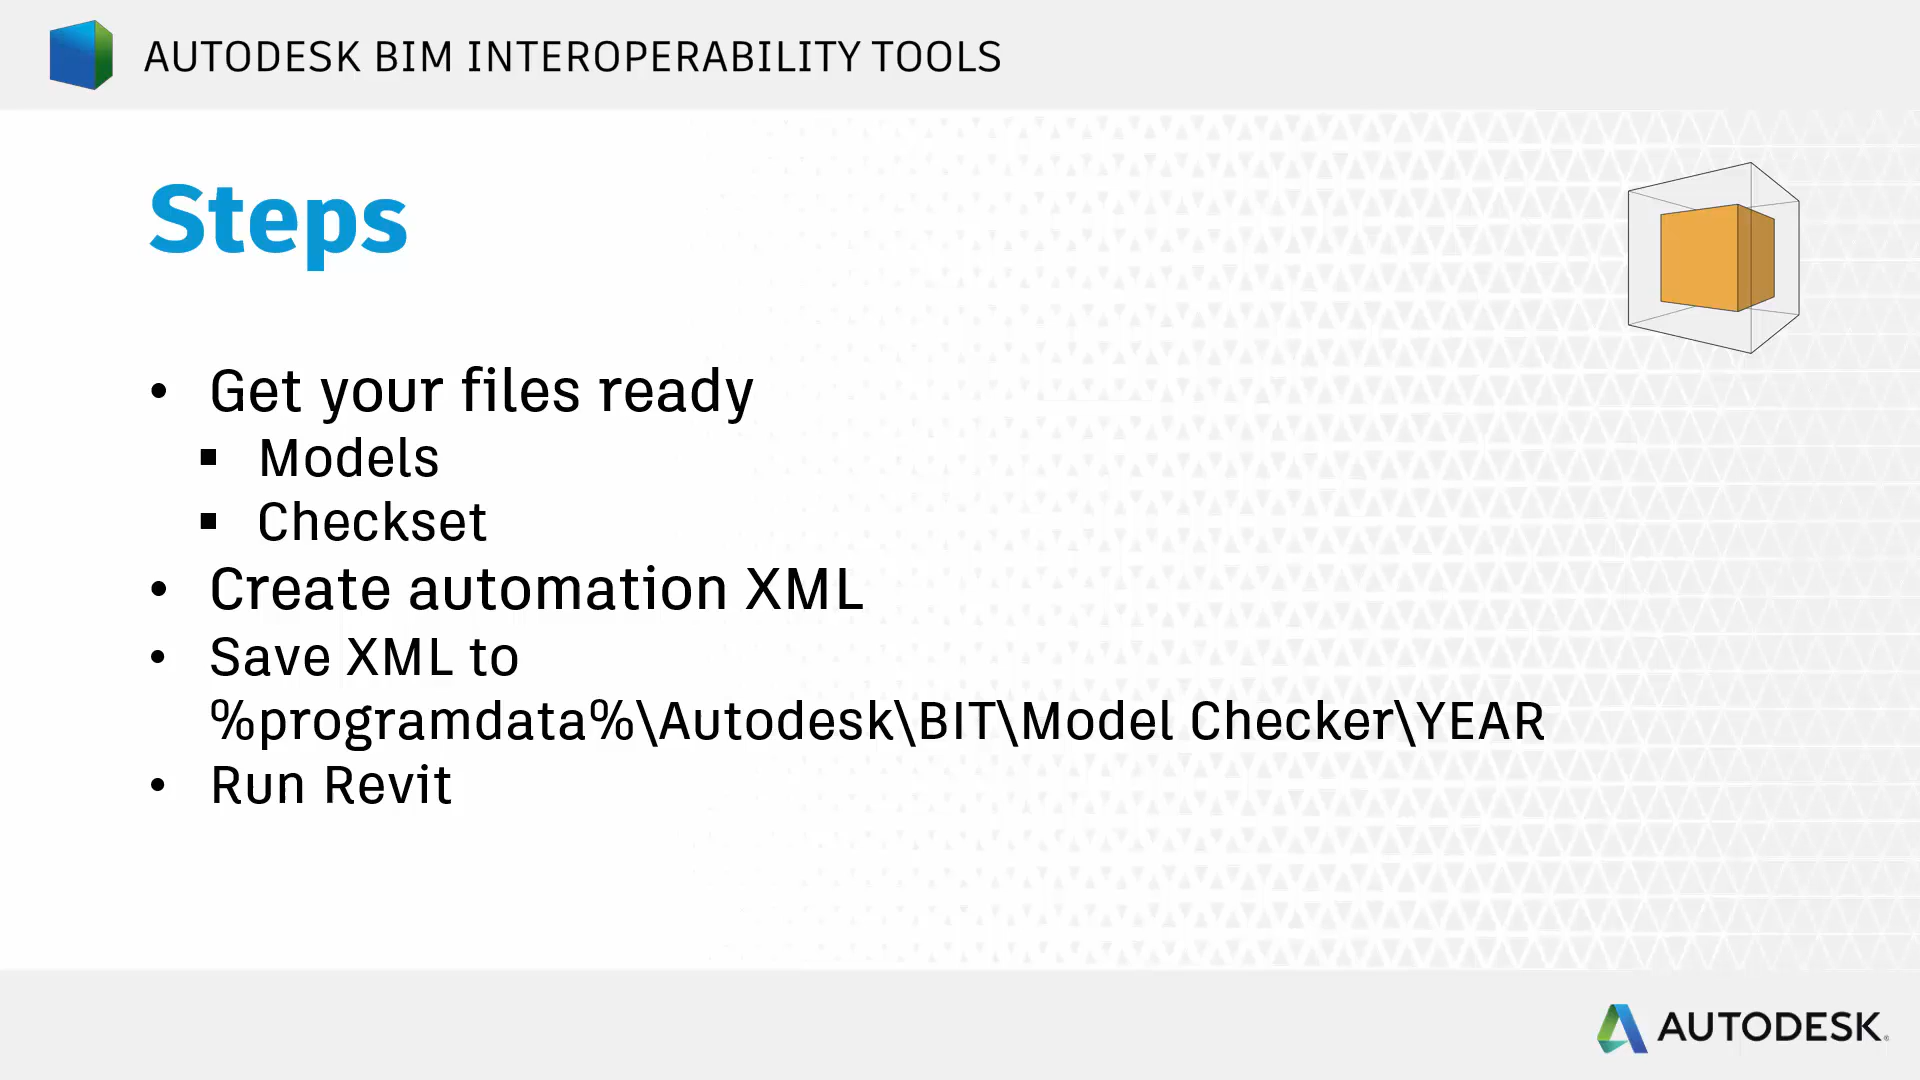 AUTODESK BIM INTEROPERABILITY TOOLS
Steps
• Get your files ready
▪ Models
▪ Checkset
• Create automation XML
• Save XML to
%programdata%\Autodesk\BIT\Model Checker\YEAR
• Run Revit
AUTODESK®